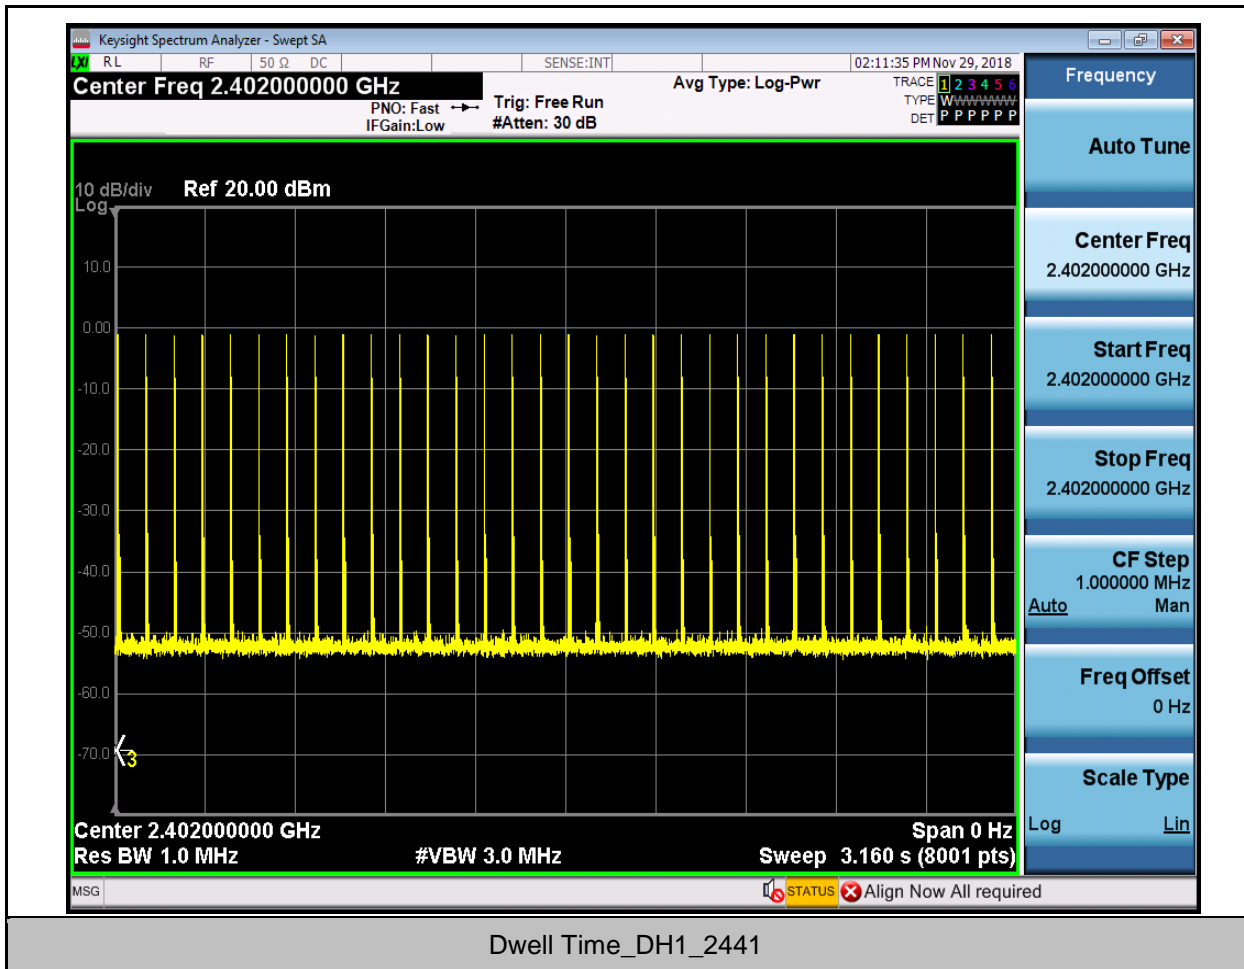 Keysight Spectrum Analyzer - Swept SA
LXI RL RF 50 Ω DC SENSE:INT 02:11:35 PM Nov 29, 2018
Center Freq 2.402000000 GHz Avg Type: Log-Pwr TRACE 1 2 3 4 5 6
PNO: Fast Trig: Free Run TYPE WWWWWW
IFGain:Low #Atten: 30 dB DET P P P P P P
10 dB/div Ref 20.00 dBm
Log
10.0
0.00
-10.0
-20.0
-30.0
-40.0
-50.0
-60.0
-70.0
3
Center 2.402000000 GHz Span 0 Hz
Res BW 1.0 MHz #VBW 3.0 MHz Sweep 3.160 s (8001 pts)
MSG STATUS Align Now All required
Frequency
Auto Tune
Center Freq
2.402000000 GHz
Start Freq
2.402000000 GHz
Stop Freq
2.402000000 GHz
CF Step
1.000000 MHz
Auto Man
Freq Offset
0 Hz
Scale Type
Log Lin
Dwell Time_DH1_2441